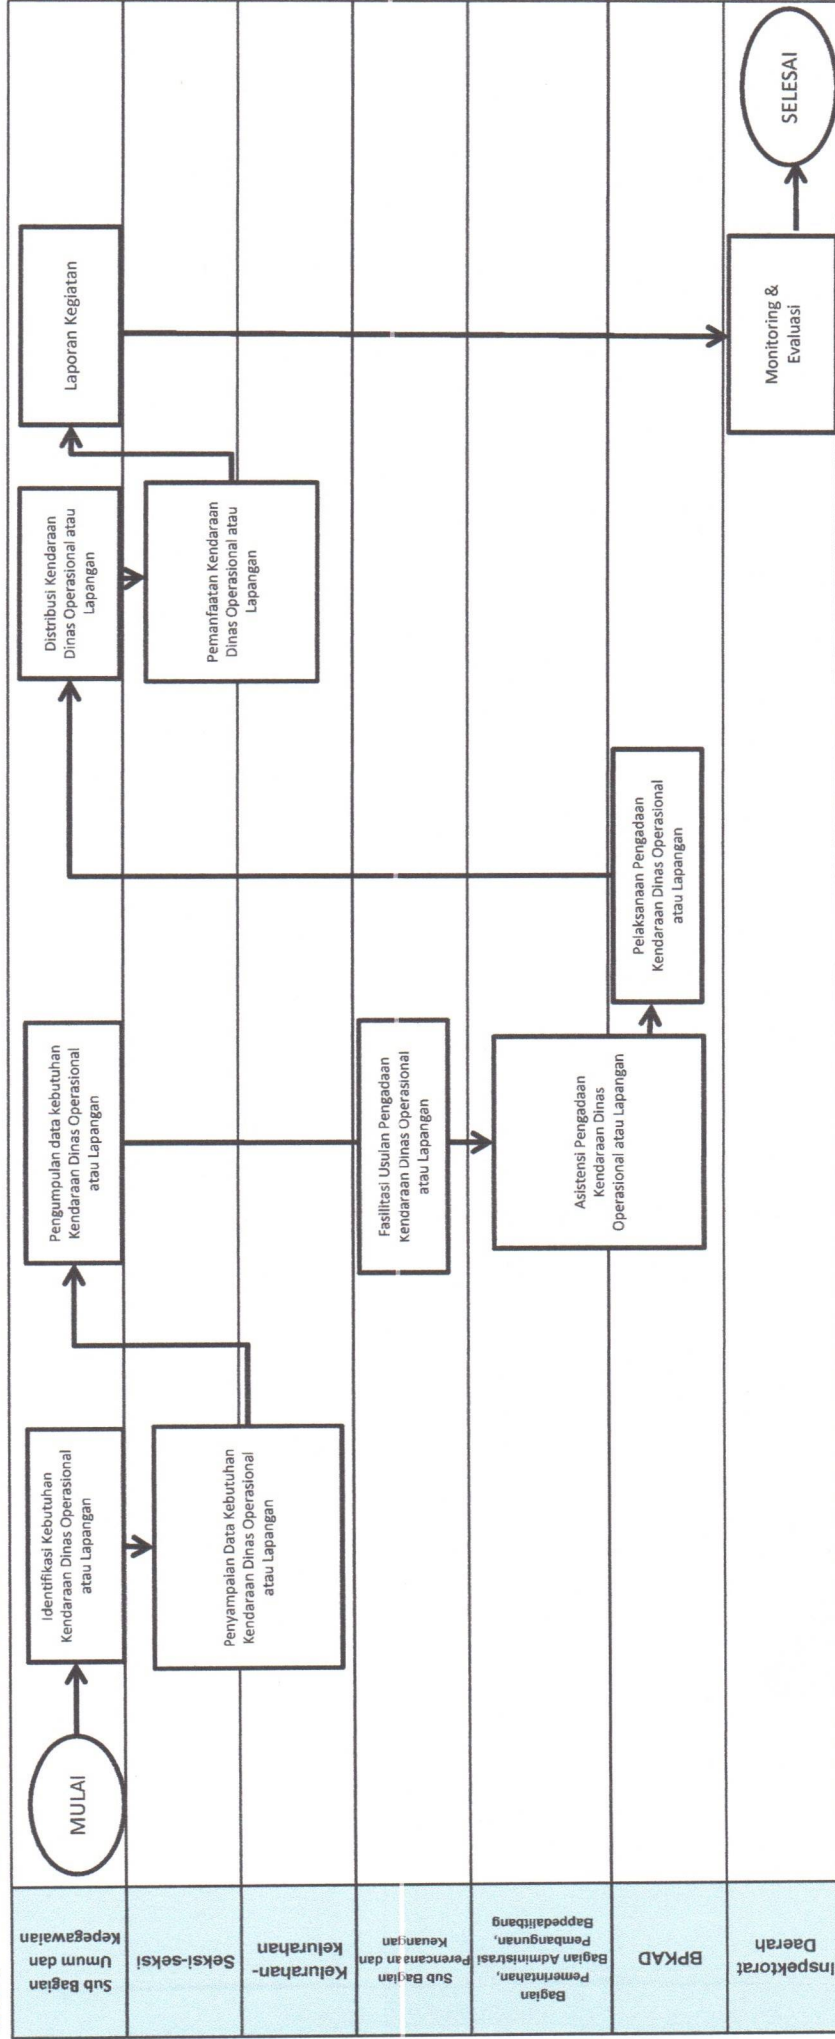 Sub Bagian
Umum dan
Kepegawaian
Seksi-seksi
Kelurahan-
kelurahan
Sub Bagian
Perencanaan dan
Keuangan
Bagian
Pemerintahan,
Bagian Administrasi
Pembangunan,
Bappedalitbang
BPKAD
Inspektorat
Daerah
MULAI
Identifikasi Kebutuhan
Kendaraan Dinas Operasional
atau Lapangan
Penyampaian Data Kebutuhan
Kendaraan Dinas Operasional
atau Lapangan
Pengumpulan data kebutuhan
Kendaraan Dinas Operasional
atau Lapangan
Fasilitasi Usulan Pengadaan
Kendaraan Dinas Operasional
atau Lapangan
Asistensi Pengadaan
Kendaraan Dinas
Operasional atau Lapangan
Pelaksanaan Pengadaan
Kendaraan Dinas Operasional
atau Lapangan
Distribusi Kendaraan
Dinas Operasional atau
Lapangan
Pemanfaatan Kendaraan
Dinas Operasional atau
Lapangan
Laporan Kegiatan
Monitoring &
Evaluasi
SELESAI